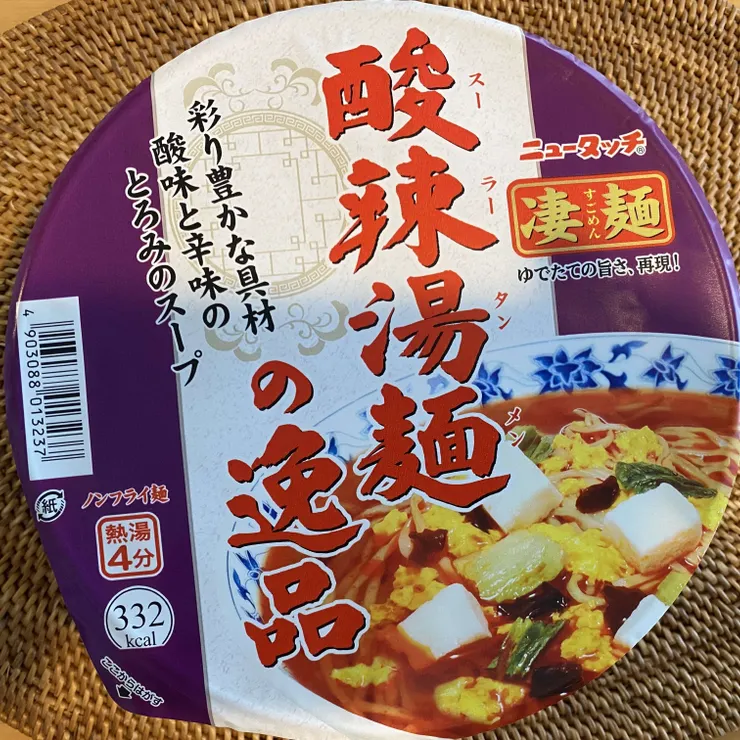 酸辣湯麺
スーラータンメン
の逸品
彩り豊かな具材
酸味と辛味の
とろみのスープ
ニュータッチ®
凄麺
すごめん
ゆでたての旨さ、再現!
4903088013237
紙
ノンフライ麺
熱湯
4分
332
kcal
ここからはがす